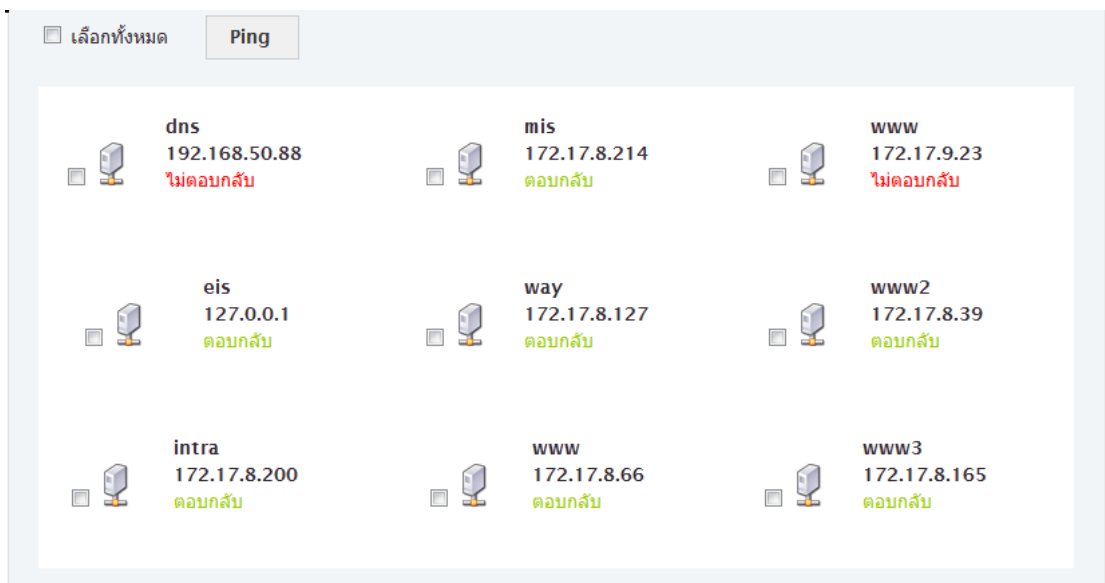 เลือกทั้งหมด
Ping
dns
192.168.50.88
ไม่ตอบกลับ
mis
172.17.8.214
ตอบกลับ
www
172.17.9.23
ไม่ตอบกลับ
eis
127.0.0.1
ตอบกลับ
way
172.17.8.127
ตอบกลับ
www2
172.17.8.39
ตอบกลับ
intra
172.17.8.200
ตอบกลับ
www
172.17.8.66
ตอบกลับ
www3
172.17.8.165
ตอบกลับ